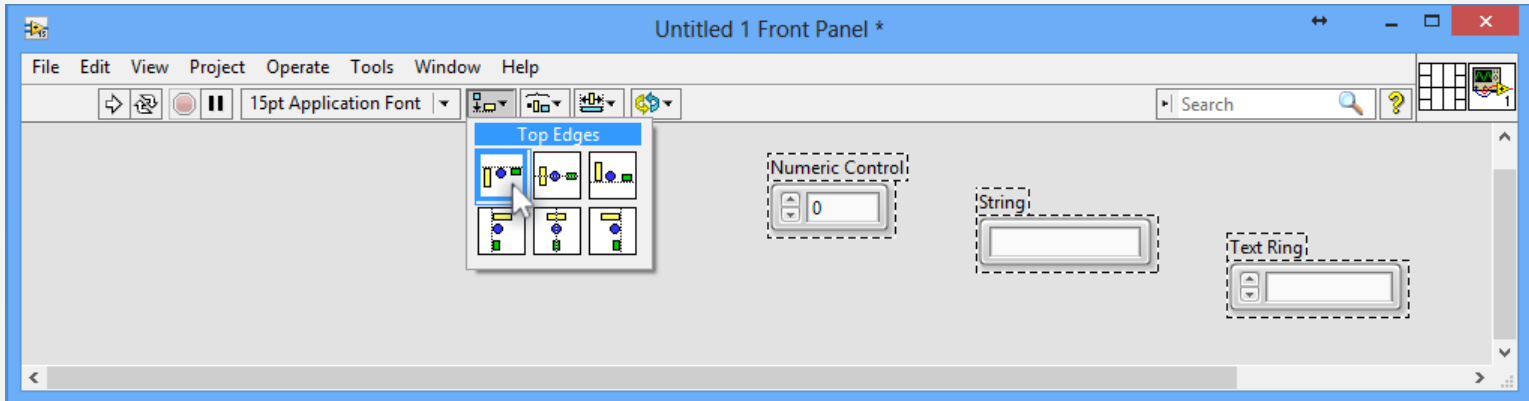 Untitled 1 Front Panel *
File Edit View Project Operate Tools Window Help
15pt Application Font Search ? 1
Top Edges
Numeric Control
0
String
Text Ring